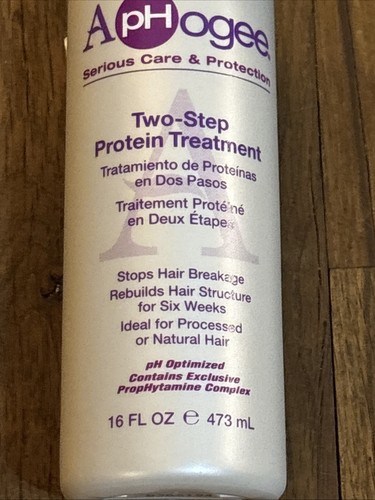 ApHogee
Serious Care & Protection
Two-Step
Protein Treatment
Tratamiento de Proteínas
en Dos Pasos
Traitement Protéiné
en Deux Étapes
Stops Hair Breakage
Rebuilds Hair Structure
for Six Weeks
Ideal for Processed
or Natural Hair
pH Optimized
Contains Exclusive
PropHytamine Complex
16 FL OZ e 473 mL